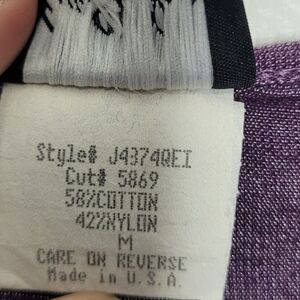 Style# J4374QEI
Cut# 5869
58%COTTON
42%NYLON
M
CARE ON REVERSE
Made in U.S.A.